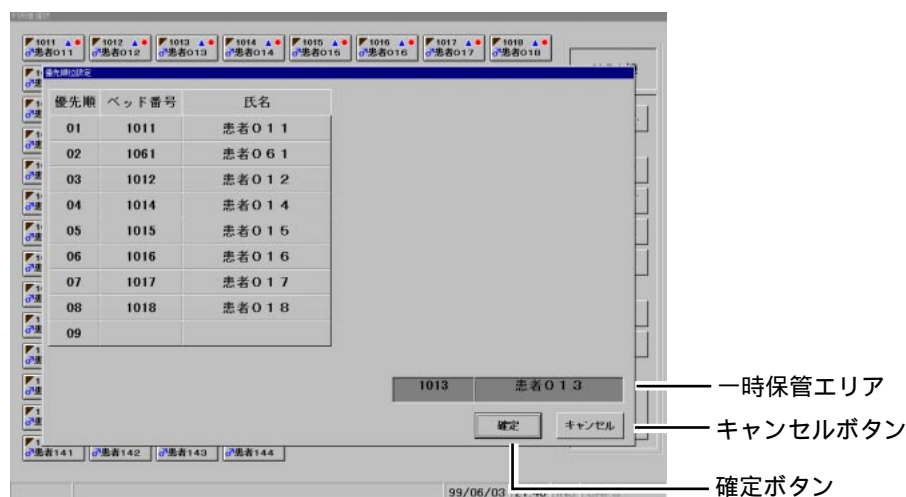 1011 1012 1013 1014 1015 1016 1017 1018
患者011 患者012 患者013 患者014 患者015 患者016 患者017 患者018
優先順位設定
優先順 ベッド番号 氏名
01 1011 患者０１１
02 1061 患者０６１
03 1012 患者０１２
04 1014 患者０１４
05 1015 患者０１５
06 1016 患者０１６
07 1017 患者０１７
08 1018 患者０１８
09
1013 患者０１３
一時保管エリア
確定 キャンセル
キャンセルボタン
患者141 患者142 患者143 患者144
99/06/03
確定ボタン